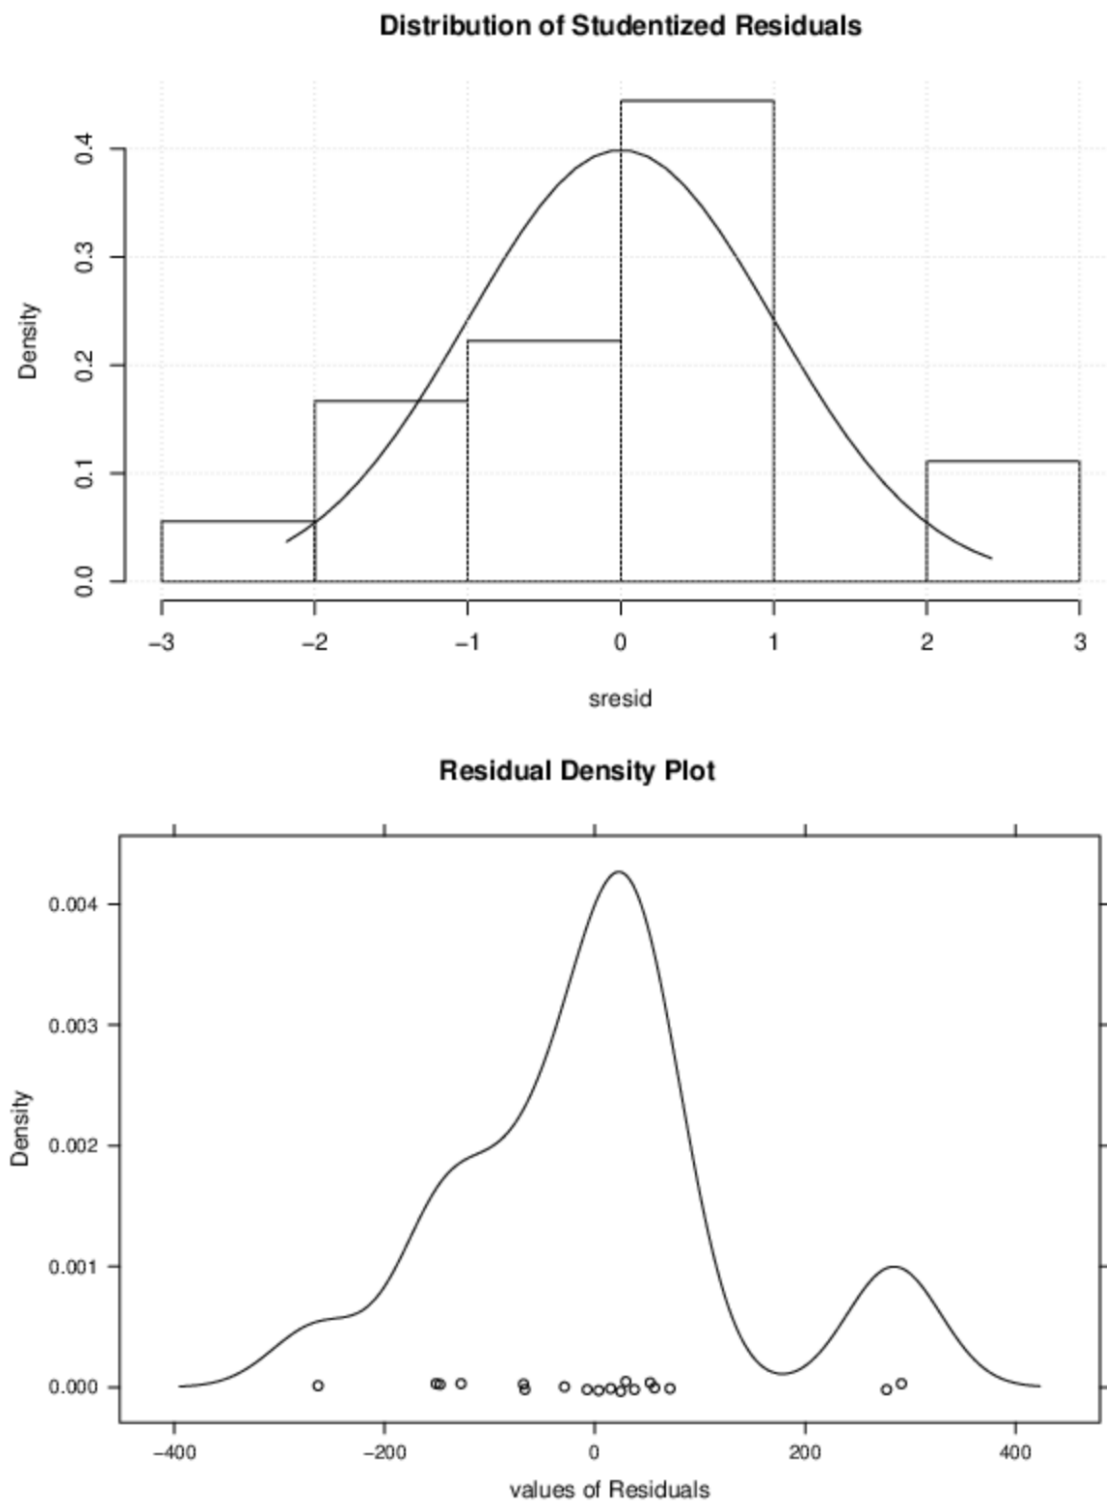 Distribution of Studentized Residuals
Density
0.4
0.3
0.2
0.1
0.0
−3 −2 −1 0 1 2 3
sresid
Residual Density Plot
Density
0.004
0.003
0.002
0.001
0.000
−400 −200 0 200 400
values of Residuals